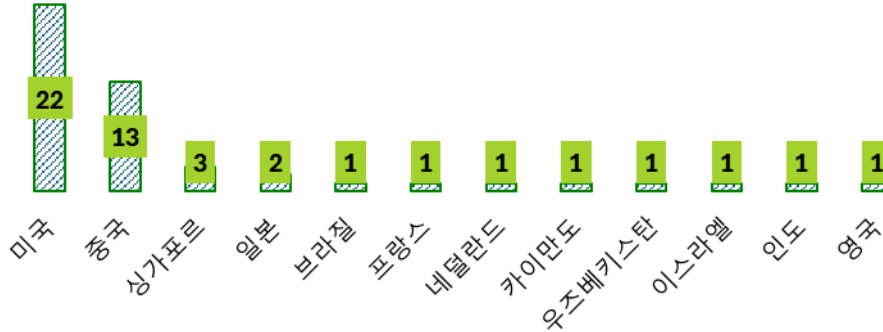 22
13
3
2
1
1
1
1
1
1
1
1
미국
중국
싱가포르
일본
브라질
프랑스
네덜란드
카이만도
우즈베키스탄
이스라엘
인도
영국